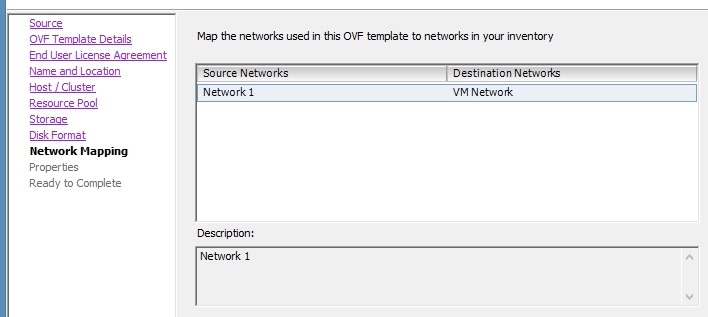 Source
OVF Template Details
End User License Agreement
Name and Location
Host / Cluster
Resource Pool
Storage
Disk Format
Network Mapping
Properties
Ready to Complete
Map the networks used in this OVF template to networks in your inventory
Source Networks Destination Networks
Network 1 VM Network
Description:
Network 1